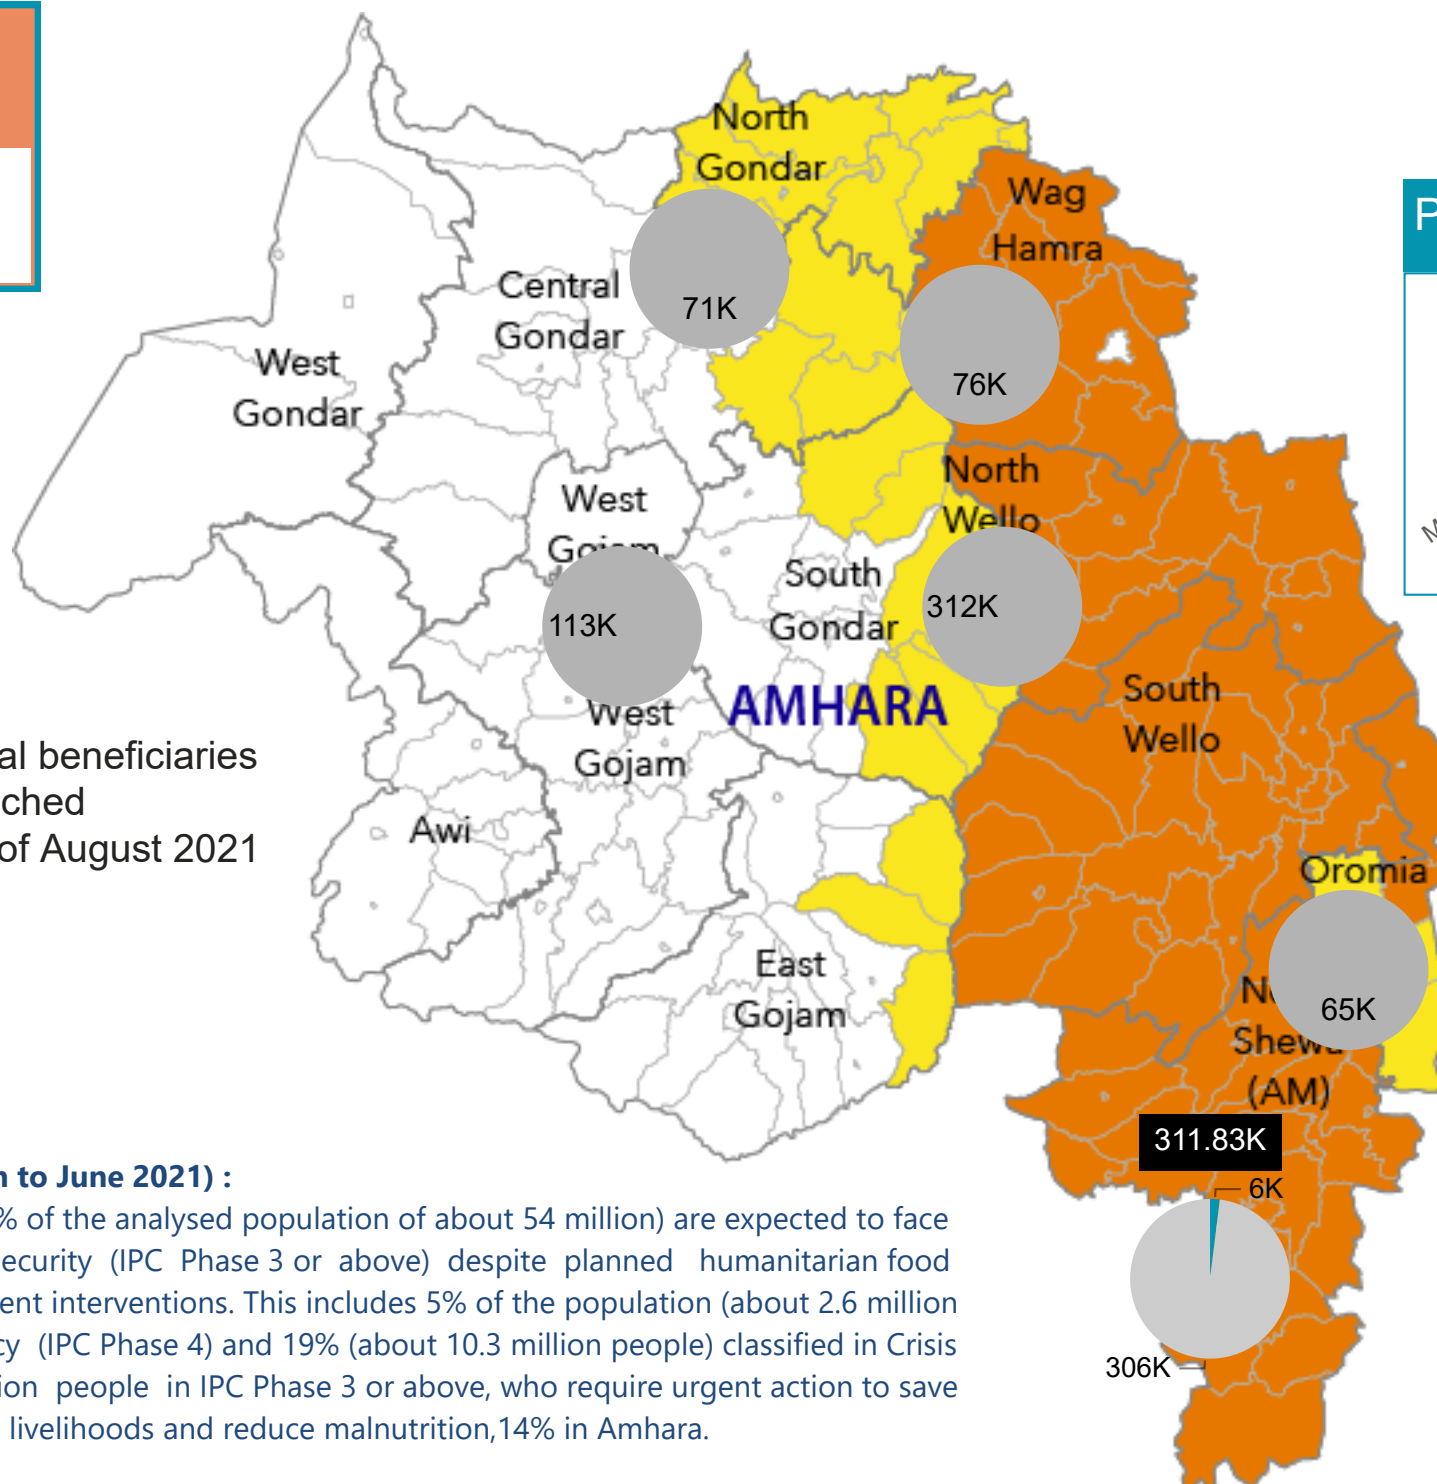 P
North
Gondar
Wag
Hamra
71K
Central
Gondar
76K
West
Gondar
North
Wello
West
Gojam
South
Gondar
312K
113K
South
Wello
AMHARA
West
Gojam
al beneficiaries
ched
of August 2021
Awi
Oromia
East
Gojam
65K
Shewa
(AM)
311.83K
6K
306K
n to June 2021) :
% of the analysed population of about 54 million) are expected to face
ecurity (IPC Phase 3 or above) despite planned humanitarian food
ent interventions. This includes 5% of the population (about 2.6 million
cy (IPC Phase 4) and 19% (about 10.3 million people) classified in Crisis
ion people in IPC Phase 3 or above, who require urgent action to save
livelihoods and reduce malnutrition,14% in Amhara.